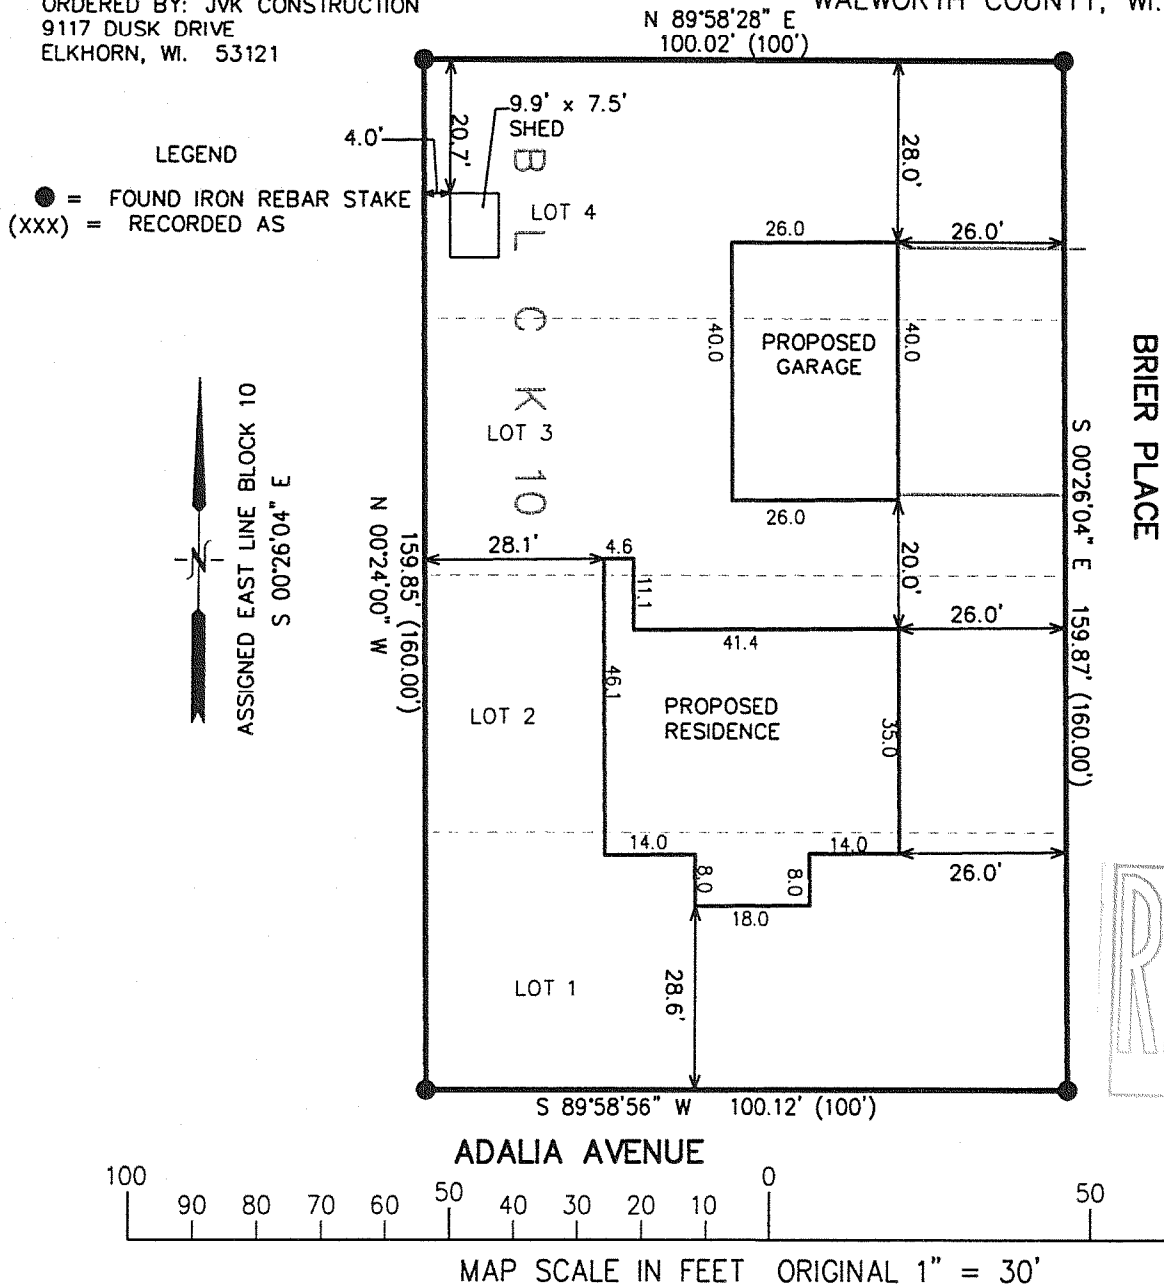 ORDERED BY: JVK CONSTRUCTION
9117 DUSK DRIVE
ELKHORN, WI. 53121
WALWORTH COUNTY, WI.
N 89°58'28" E
100.02' (100')
LEGEND
● = FOUND IRON REBAR STAKE
(XXX) = RECORDED AS
4.0'
20.7'
9.9' x 7.5'
SHED
B L C K 10
LOT 4
28.0'
26.0
26.0'
40.0
PROPOSED
GARAGE
40.0
26.0
BRIER PLACE
S 00°26'04" E 159.87' (160.00')
LOT 3
ASSIGNED EAST LINE BLOCK 10
S 00°26'04" E
N
159.85' (160.00')
N 00°24'00" W
28.1'
4.6
11.1
20.0'
41.4
26.0'
46.1
LOT 2
PROPOSED
RESIDENCE
35.0
14.0
8.0
18.0
8.0
14.0
26.0'
28.6'
LOT 1
R
S 89°58'56" W 100.12' (100')
ADALIA AVENUE
100 90 80 70 60 50 40 30 20 10 0 50
MAP SCALE IN FEET ORIGINAL 1" = 30'